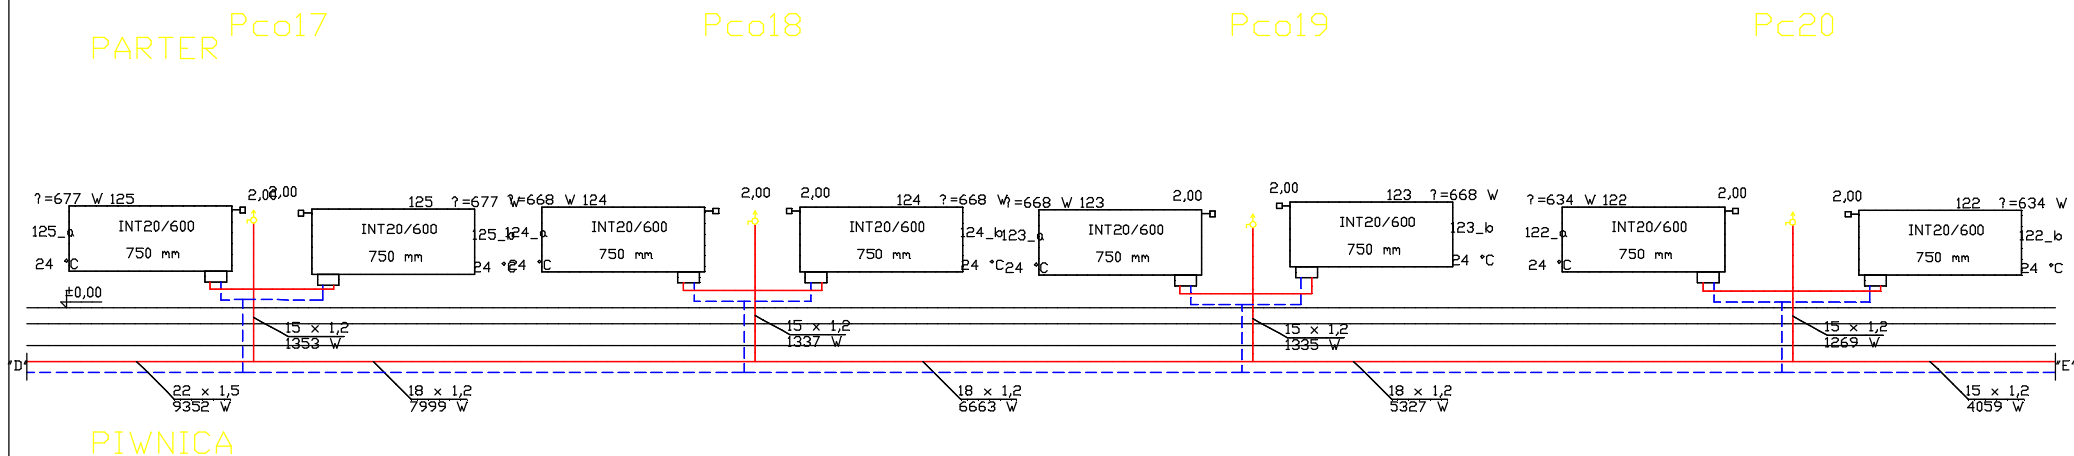 Pco17 Pco18 Pco19 Pc20
PARTER
?=677 W 125 2,00 2,00 125 ?=677 W ?=668 W 124 2,00 2,00 124 ?=668 W ?=668 W 123 2,00 2,00 123 ?=668 W ?=634 W 122 2,00 2,00 122 ?=634 W
INT20/600 INT20/600 INT20/600 INT20/600 INT20/600 INT20/600 INT20/600 INT20/600
125_a 125_b 124_a 124_b 123_a 123_b 122_a 122_b
750 mm 750 mm 750 mm 750 mm 750 mm 750 mm 750 mm 750 mm
24 °C 24 °C 24 °C 24 °C 24 °C 24 °C 24 °C 24 °C
±0,00
15 x 1,2 15 x 1,2 15 x 1,2 15 x 1,2
1353 W 1337 W 1335 W 1269 W
"D" "E"
22 x 1,5 18 x 1,2 18 x 1,2 18 x 1,2 15 x 1,2
9352 W 7999 W 6663 W 5327 W 4059 W
PIWNICA